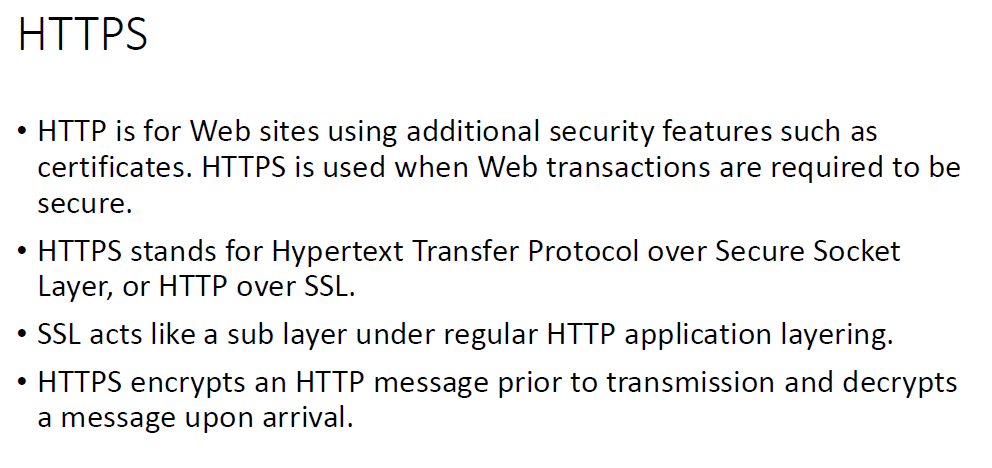 HTTPS
• HTTP is for Web sites using additional security features such as
certificates. HTTPS is used when Web transactions are required to be
secure.
• HTTPS stands for Hypertext Transfer Protocol over Secure Socket
Layer, or HTTP over SSL.
• SSL acts like a sub layer under regular HTTP application layering.
• HTTPS encrypts an HTTP message prior to transmission and decrypts
a message upon arrival.